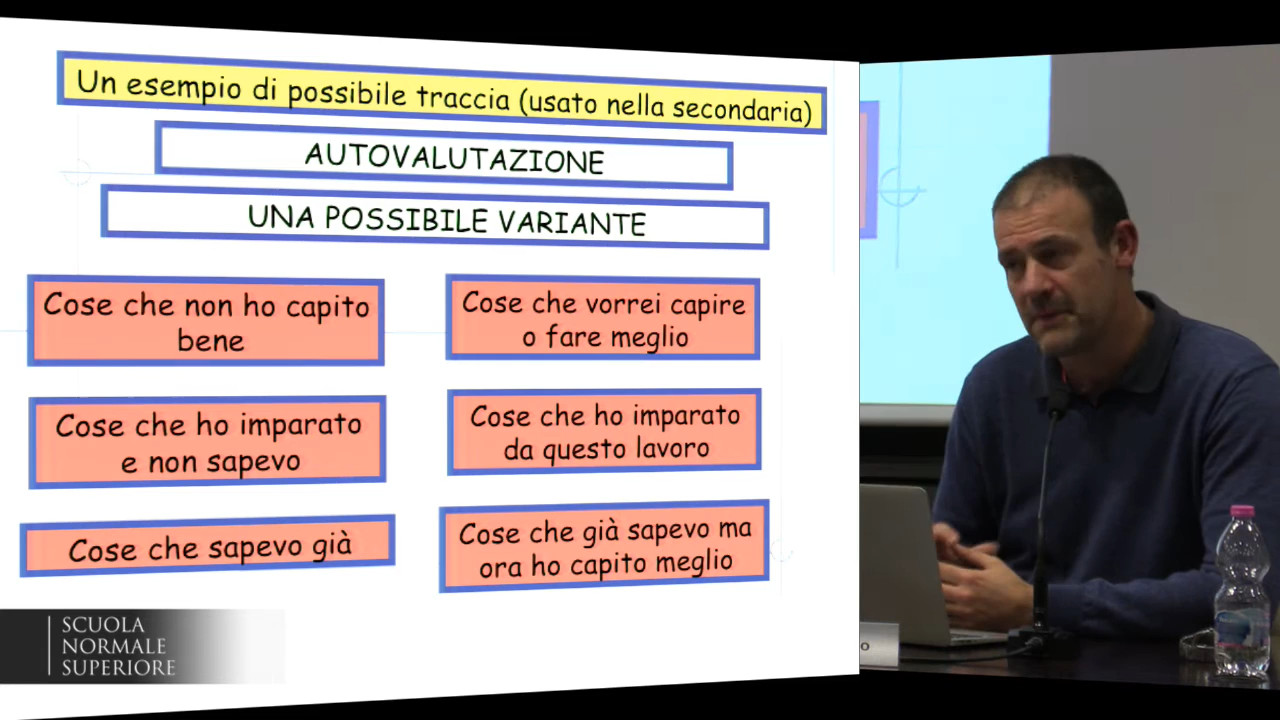 Un esempio di possibile traccia (usato nella secondaria)
AUTOVALUTAZIONE
UNA POSSIBILE VARIANTE
Cose che non ho capito
bene
Cose che vorrei capire
o fare meglio
Cose che ho imparato
e non sapevo
Cose che ho imparato
da questo lavoro
Cose che sapevo già
Cose che già sapevo ma
ora ho capito meglio
SCUOLA
NORMALE
SUPERIORE